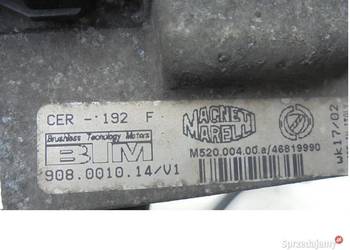 CER - 192 F
Brushless Tecnology Motors
BTM
908.0010.14/V1
MAGNETI
MARELLI
M520.004.00.a/46819990
WK17/02
Sprzedajemy.pl